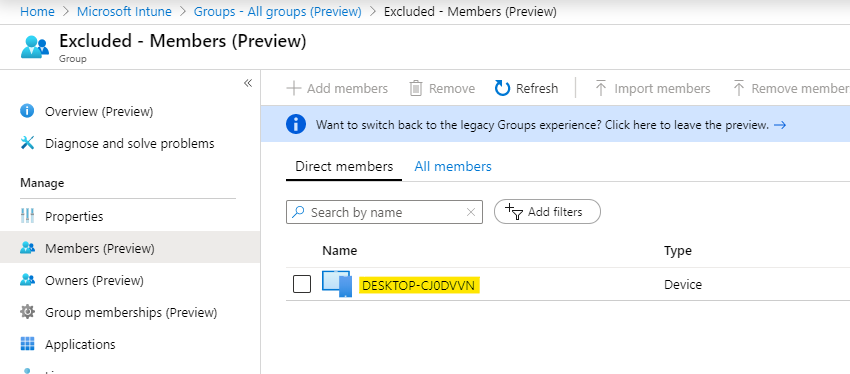 Home > Microsoft Intune > Groups - All groups (Preview) > Excluded - Members (Preview)
Excluded - Members (Preview)
Group
«
Add members Remove Refresh Import members Remove member
Overview (Preview)
Diagnose and solve problems
Want to switch back to the legacy Groups experience? Click here to leave the preview. →
Manage
Direct members All members
Properties
Search by name × Add filters
Members (Preview)
Name Type
Owners (Preview)
DESKTOP-CJ0DVVN Device
Group memberships (Preview)
Applications